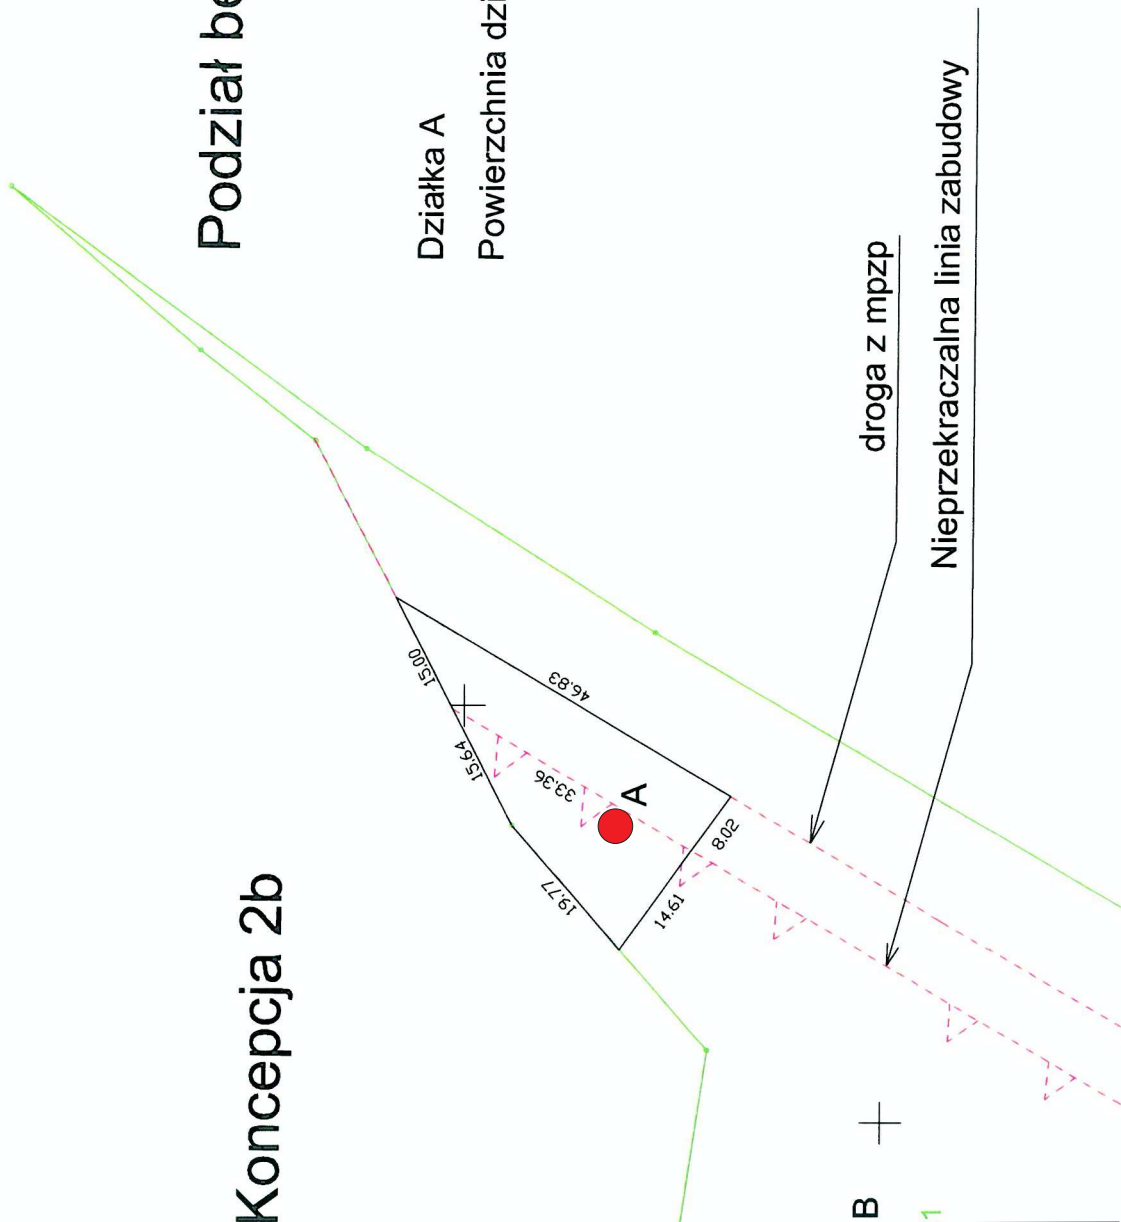 Koncepcja 2b
Podział be
Działka A
Powierzchnia dzi
15.00
15.64
46.83
33.36
A
19.77
8.02
14.61
droga z mpzp
Nieprzekraczalna linia zabudowy
B
1